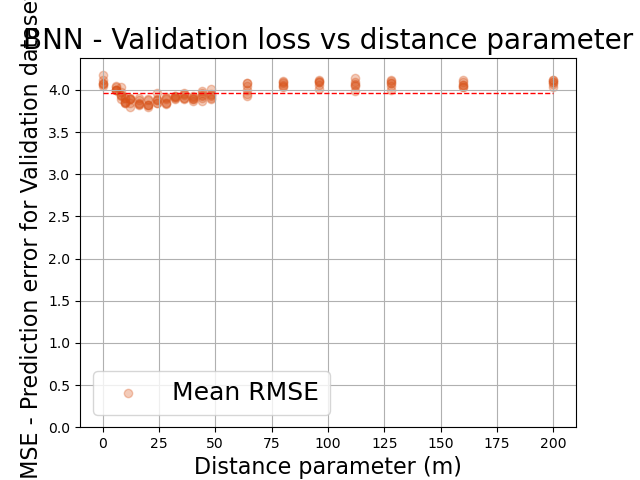 BNN - Validation loss vs distance parameter
MSE - Prediction error for Validation dataset
4.0
3.5
3.0
2.5
2.0
1.5
1.0
0.5
0.0
Mean RMSE
0 25 50 75 100 125 150 175 200
Distance parameter (m)